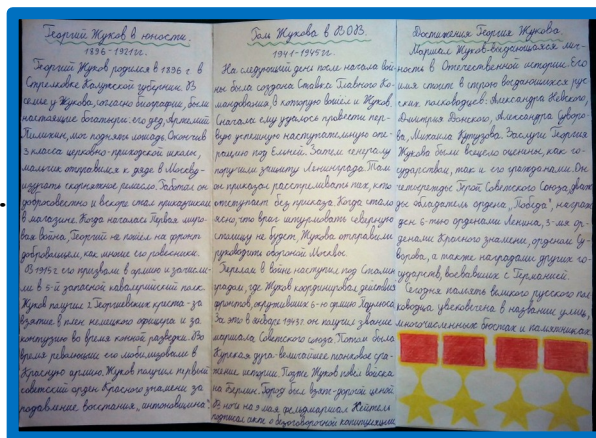 Георгий Жуков в юности.
1896-1921гг.
Георгий Жуков родился в 1896 г. в
Стрелковке Калужской губернии. В
семье у Жукова, согласно биографии, были
настоящие богатыри: его дед, Артемий
Пилихин, мог поднять лошадь. Окончив
3 класса церковно-приходской школы,
мальчик отправился к дяде в Москву-
изучать скорняжное ремесло. Работал он
добросовестно и вскоре стал приказчиком
в магазине. Когда началась Первая миро-
вая война, Георгий не пошёл на фронт
добровольцем, как многие его ровесники.
В 1915 г. его призвали в армию и зачисли-
ли в 5-й запасной кавалерийский полк.
Жуков получил 2 Георгиевских креста-за
взятие в плен немецкого офицера и за
контузию во время конной разведки. Во
время революции его мобилизовали в
Красную армию. Жуков получил первый
советский орден Красного знамени за
подавление восстания "антоновщина".
Роль Жукова в ВОВ.
1941-1945гг.
На следующий день после начала вой-
ны была создана Ставка Главного Ко-
мандования, в которую вошёл и Жуков.
Сначала ему удалось провести пер-
вую успешную наступательную опе-
рацию под Ельней. Затем генералу
поручили защиту Ленинграда. Там
он приказал расстреливать тех, кто
отступает без приказа. Когда стало
ясно, что враг штурмовать северную
столицу не будет, Жукова отправили
руководить обороной Москвы.
Перелом в войне наступил под Сталин-
градом, где Жуков координировал действия
фронтов, окруживших 6-ю армию Паулюса.
За это в январе 1943г. он получил звание
маршала Советского союза. Потом была
Курская дуга-величайшее танковое сра-
жение истории. Позже Жуков повёл войска
на Берлин. Город был взят-дорогой ценой.
В ночь на 9 мая фельдмаршал Кейтель
подписал акт о безоговорочной капитуляции.
Достижения Георгия Жукова.
Маршал Жуков-выдающаяся лич-
ность в Отечественной истории. Его
имя стоит в строю выдающихся рус-
ских полководцев: Александра Невского,
Дмитрия Донского, Александра Суворо-
ва, Михаила Кутузова. Заслуги Георгия
Жукова были всецело оценены, как го-
сударством, так и его гражданами. Он
четырежды Герой Советского Союза, дваж-
ды обладатель ордена "Победа", награж-
ден 6-тью орденами Ленина, 3-мя ор-
денами Красного знамени, орденом Су-
ворова, а также наградами других го-
сударств, воевавших с Германией.
Сегодня память великого русского пол-
ководца увековечена в названии улиц,
многочисленных бюстах и памятниках.